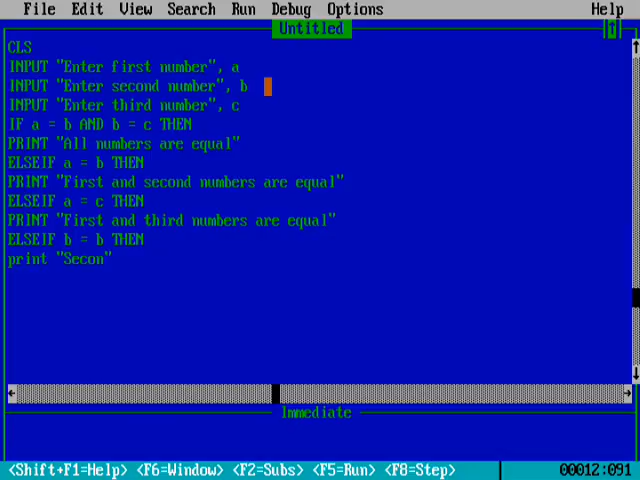 File Edit View Search Run Debug Options Help
Untitled
CLS
INPUT "Enter first number", a
INPUT "Enter second number", b
INPUT "Enter third number", c
IF a = b AND b = c THEN
PRINT "All numbers are equal"
ELSEIF a = b THEN
PRINT "First and second numbers are equal"
ELSEIF a = c THEN
PRINT "First and third numbers are equal"
ELSEIF b = b THEN
print "Secon"
Immediate
<Shift+F1=Help> <F6=Window> <F2=Subs> <F5=Run> <F8=Step> 00012:091